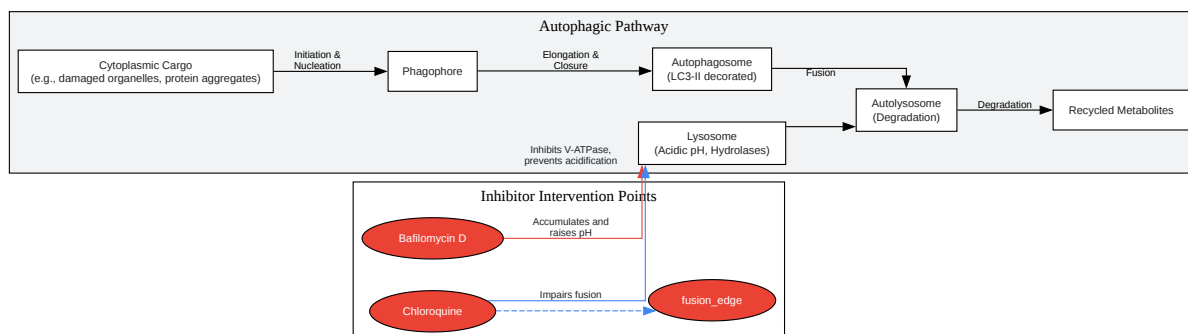 Autophagic Pathway
Cytoplasmic Cargo
(e.g., damaged organelles, protein aggregates)
Initiation &
Nucleation
Phagophore
Elongation &
Closure
Autophagosome
(LC3-II decorated)
Fusion
Lysosome
(Acidic pH, Hydrolases)
Autolysosome
(Degradation)
Degradation
Recycled Metabolites
Inhibits V-ATPase,
prevents acidification
Inhibitor Intervention Points
Bafilomycin D
Accumulates and
raises pH
Chloroquine
Impairs fusion
fusion_edge